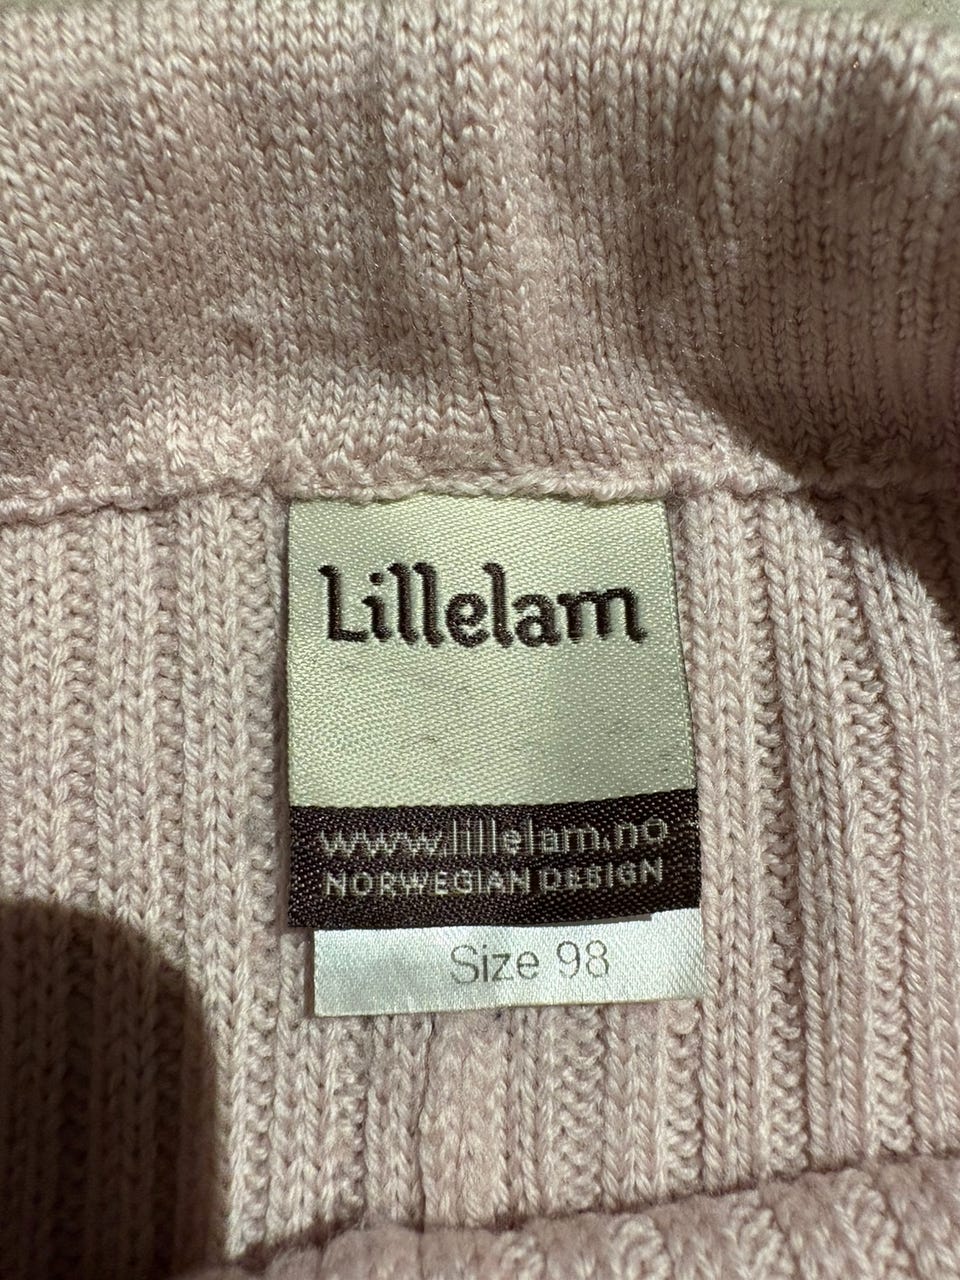 Lillelam
www.lillelam.no
NORWEGIAN DESIGN
Size 98